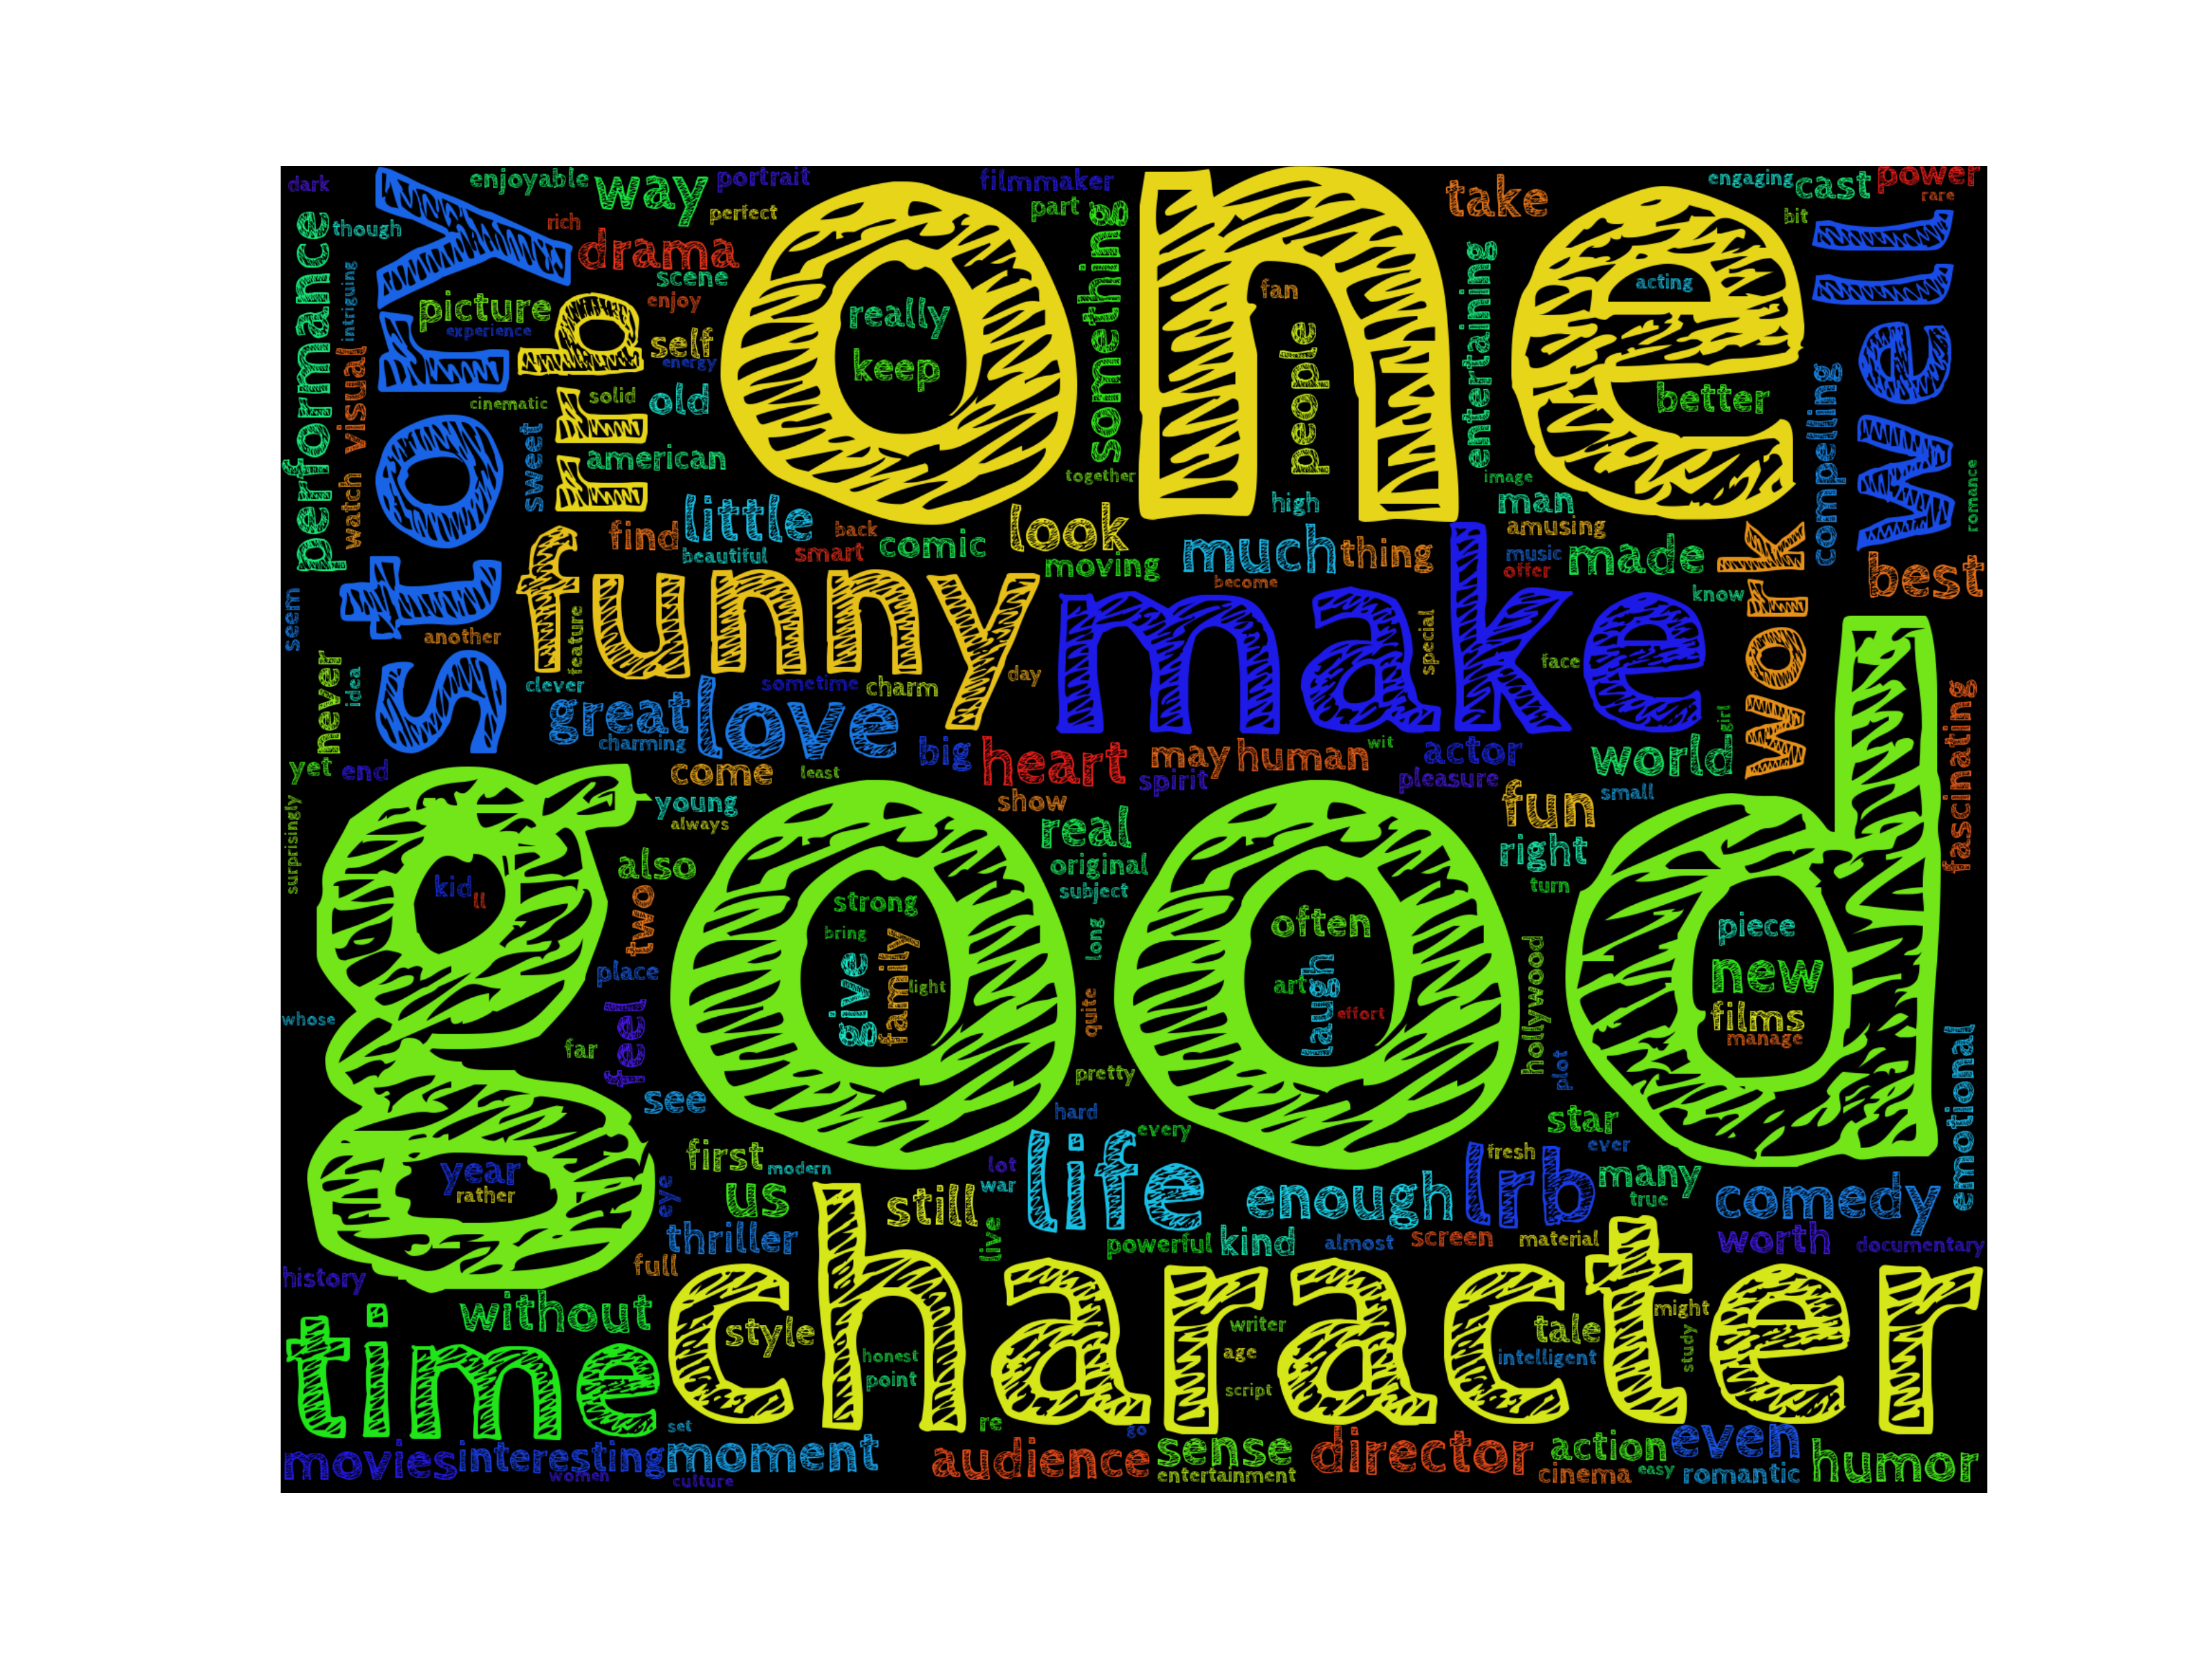 dark
enjoyable
way
portrait
filmmaker
take
engaging
cast
power
rare
though
rich
perfect
part
bit
one
well
story
performance
drama
scene
something
entertaining
intriguing
picture
experience
enjoy
rrb
self
energy
really
keep
fan
acting
people
better
visual
cinematic
solid
old
sweet
american
together
image
compelling
romance
watch
find
little
back
look
high
man
amusing
beautiful
smart
comic
moving
much
thing
become
music
offer
made
work
best
know
seem
another
funny
feature
make
special
face
never
idea
clever
sometime
charm
day
great
love
charming
girl
fascinating
yet
end
come
least
big
heart
may
human
wit
actor
world
spirit
pleasure
young
always
show
fun
small
surprisingly
good
also
real
original
subject
right
turn
kid
ll
two
strong
bring
give
family
light
long
often
art
laugh
effort
piece
new
films
manage
place
quite
hollywood
whose
feel
far
see
pretty
hard
plot
star
ever
emotional
year
rather
first
modern
every
life
lot
war
fresh
lrb
many
true
us
eye
still
enough
comedy
thriller
live
powerful
kind
almost
screen
material
worth
documentary
history
full
without
time
character
style
honest
point
writer
age
script
tale
intelligent
might
study
set
re
go
movies
interesting
women
moment
culture
audience
sense
entertainment
director
action
cinema
easy
even
romantic
humor